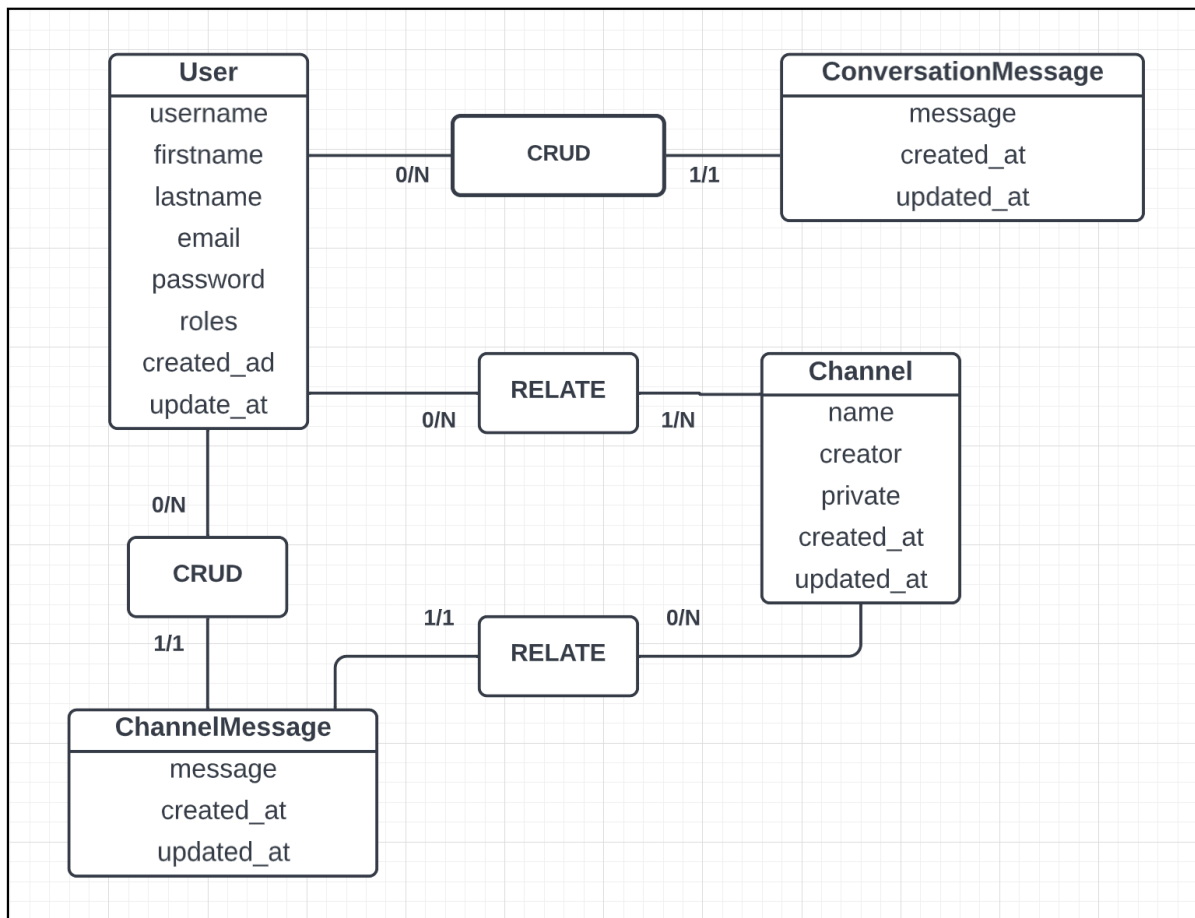 User
username
firstname
lastname
email
password
roles
created_ad
update_at
0/N
CRUD
1/1
ConversationMessage
message
created_at
updated_at
0/N
RELATE
1/N
Channel
name
creator
private
created_at
updated_at
0/N
CRUD
1/1
1/1
RELATE
0/N
ChannelMessage
message
created_at
updated_at